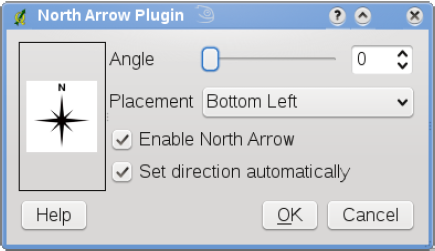 North Arrow Plugin
?
N
Angle
0
Placement Bottom Left
Enable North Arrow
Set direction automatically
Help
OK
Cancel